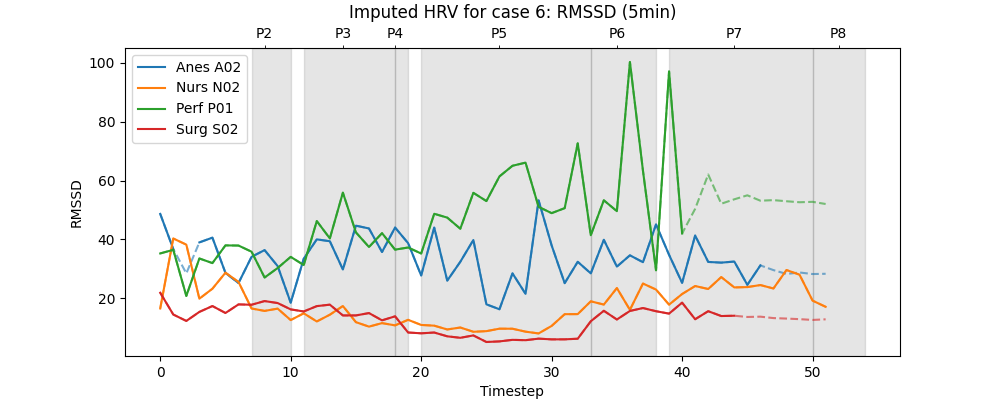 Imputed HRV for case 6: RMSSD (5min)
P2 P3 P4 P5 P6 P7 P8
100
80
60
40
20
RMSSD
Anes A02
Nurs N02
Perf P01
Surg S02
0 10 20 30 40 50
Timestep